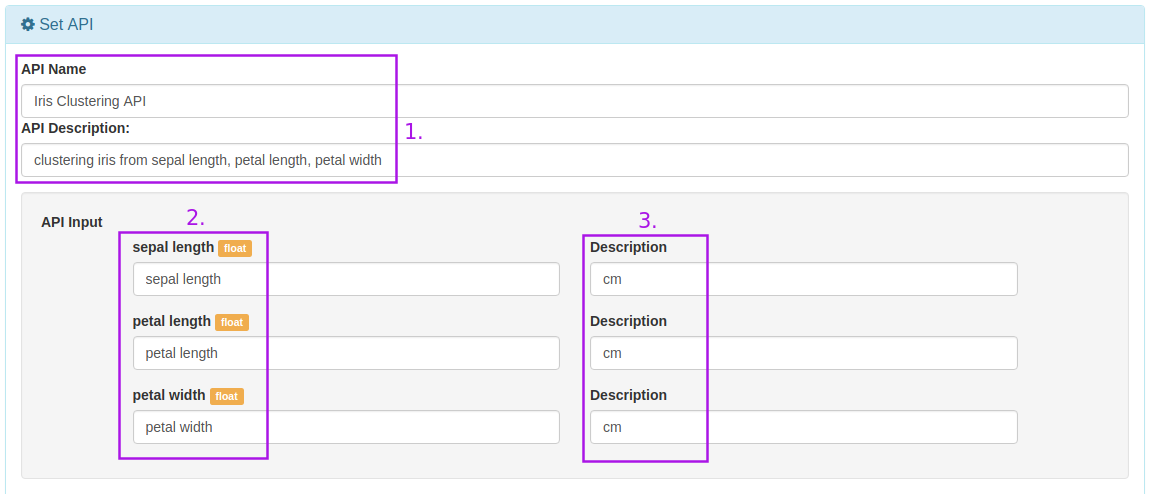 Set API
API Name
Iris Clustering API
API Description:
1.
clustering iris from sepal length, petal length, petal width
API Input
2.
3.
sepal length float
Description
sepal length
cm
petal length float
Description
petal length
cm
petal width float
Description
petal width
cm